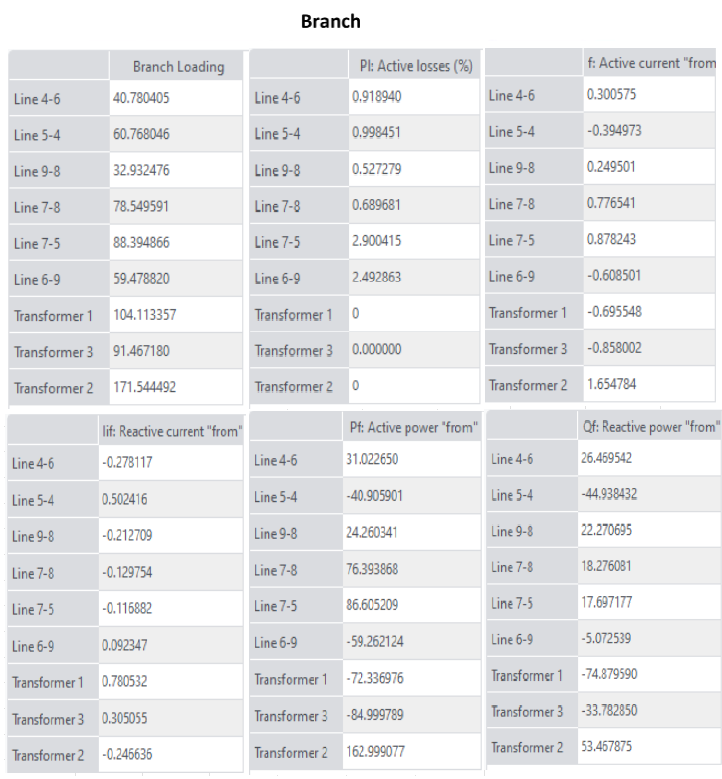 Branch
Branch Loading
Line 4-6 40.780405
Line 5-4 60.768046
Line 9-8 32.932476
Line 7-8 78.549591
Line 7-5 88.394866
Line 6-9 59.478820
Transformer 1 104.113357
Transformer 3 91.467180
Transformer 2 171.544492
Pl: Active losses (%)
Line 4-6 0.918940
Line 5-4 0.998451
Line 9-8 0.527279
Line 7-8 0.689681
Line 7-5 2.900415
Line 6-9 2.492863
Transformer 1 0
Transformer 3 0.000000
Transformer 2 0
f: Active current "from
Line 4-6 0.300575
Line 5-4 -0.394973
Line 9-8 0.249501
Line 7-8 0.776541
Line 7-5 0.878243
Line 6-9 -0.608501
Transformer 1 -0.695548
Transformer 3 -0.858002
Transformer 2 1.654784
Iif: Reactive current "from"
Line 4-6 -0.278117
Line 5-4 0.502416
Line 9-8 -0.212709
Line 7-8 -0.129754
Line 7-5 -0.116882
Line 6-9 0.092347
Transformer 1 0.780532
Transformer 3 0.305055
Transformer 2 -0.246636
Pf: Active power "from"
Line 4-6 31.022650
Line 5-4 -40.905901
Line 9-8 24.260341
Line 7-8 76.393868
Line 7-5 86.605209
Line 6-9 -59.262124
Transformer 1 -72.336976
Transformer 3 -84.999789
Transformer 2 162.999077
Qf: Reactive power "from"
Line 4-6 26.469542
Line 5-4 -44.938432
Line 9-8 22.270695
Line 7-8 18.276081
Line 7-5 17.697177
Line 6-9 -5.072539
Transformer 1 -74.879590
Transformer 3 -33.782850
Transformer 2 53.467875